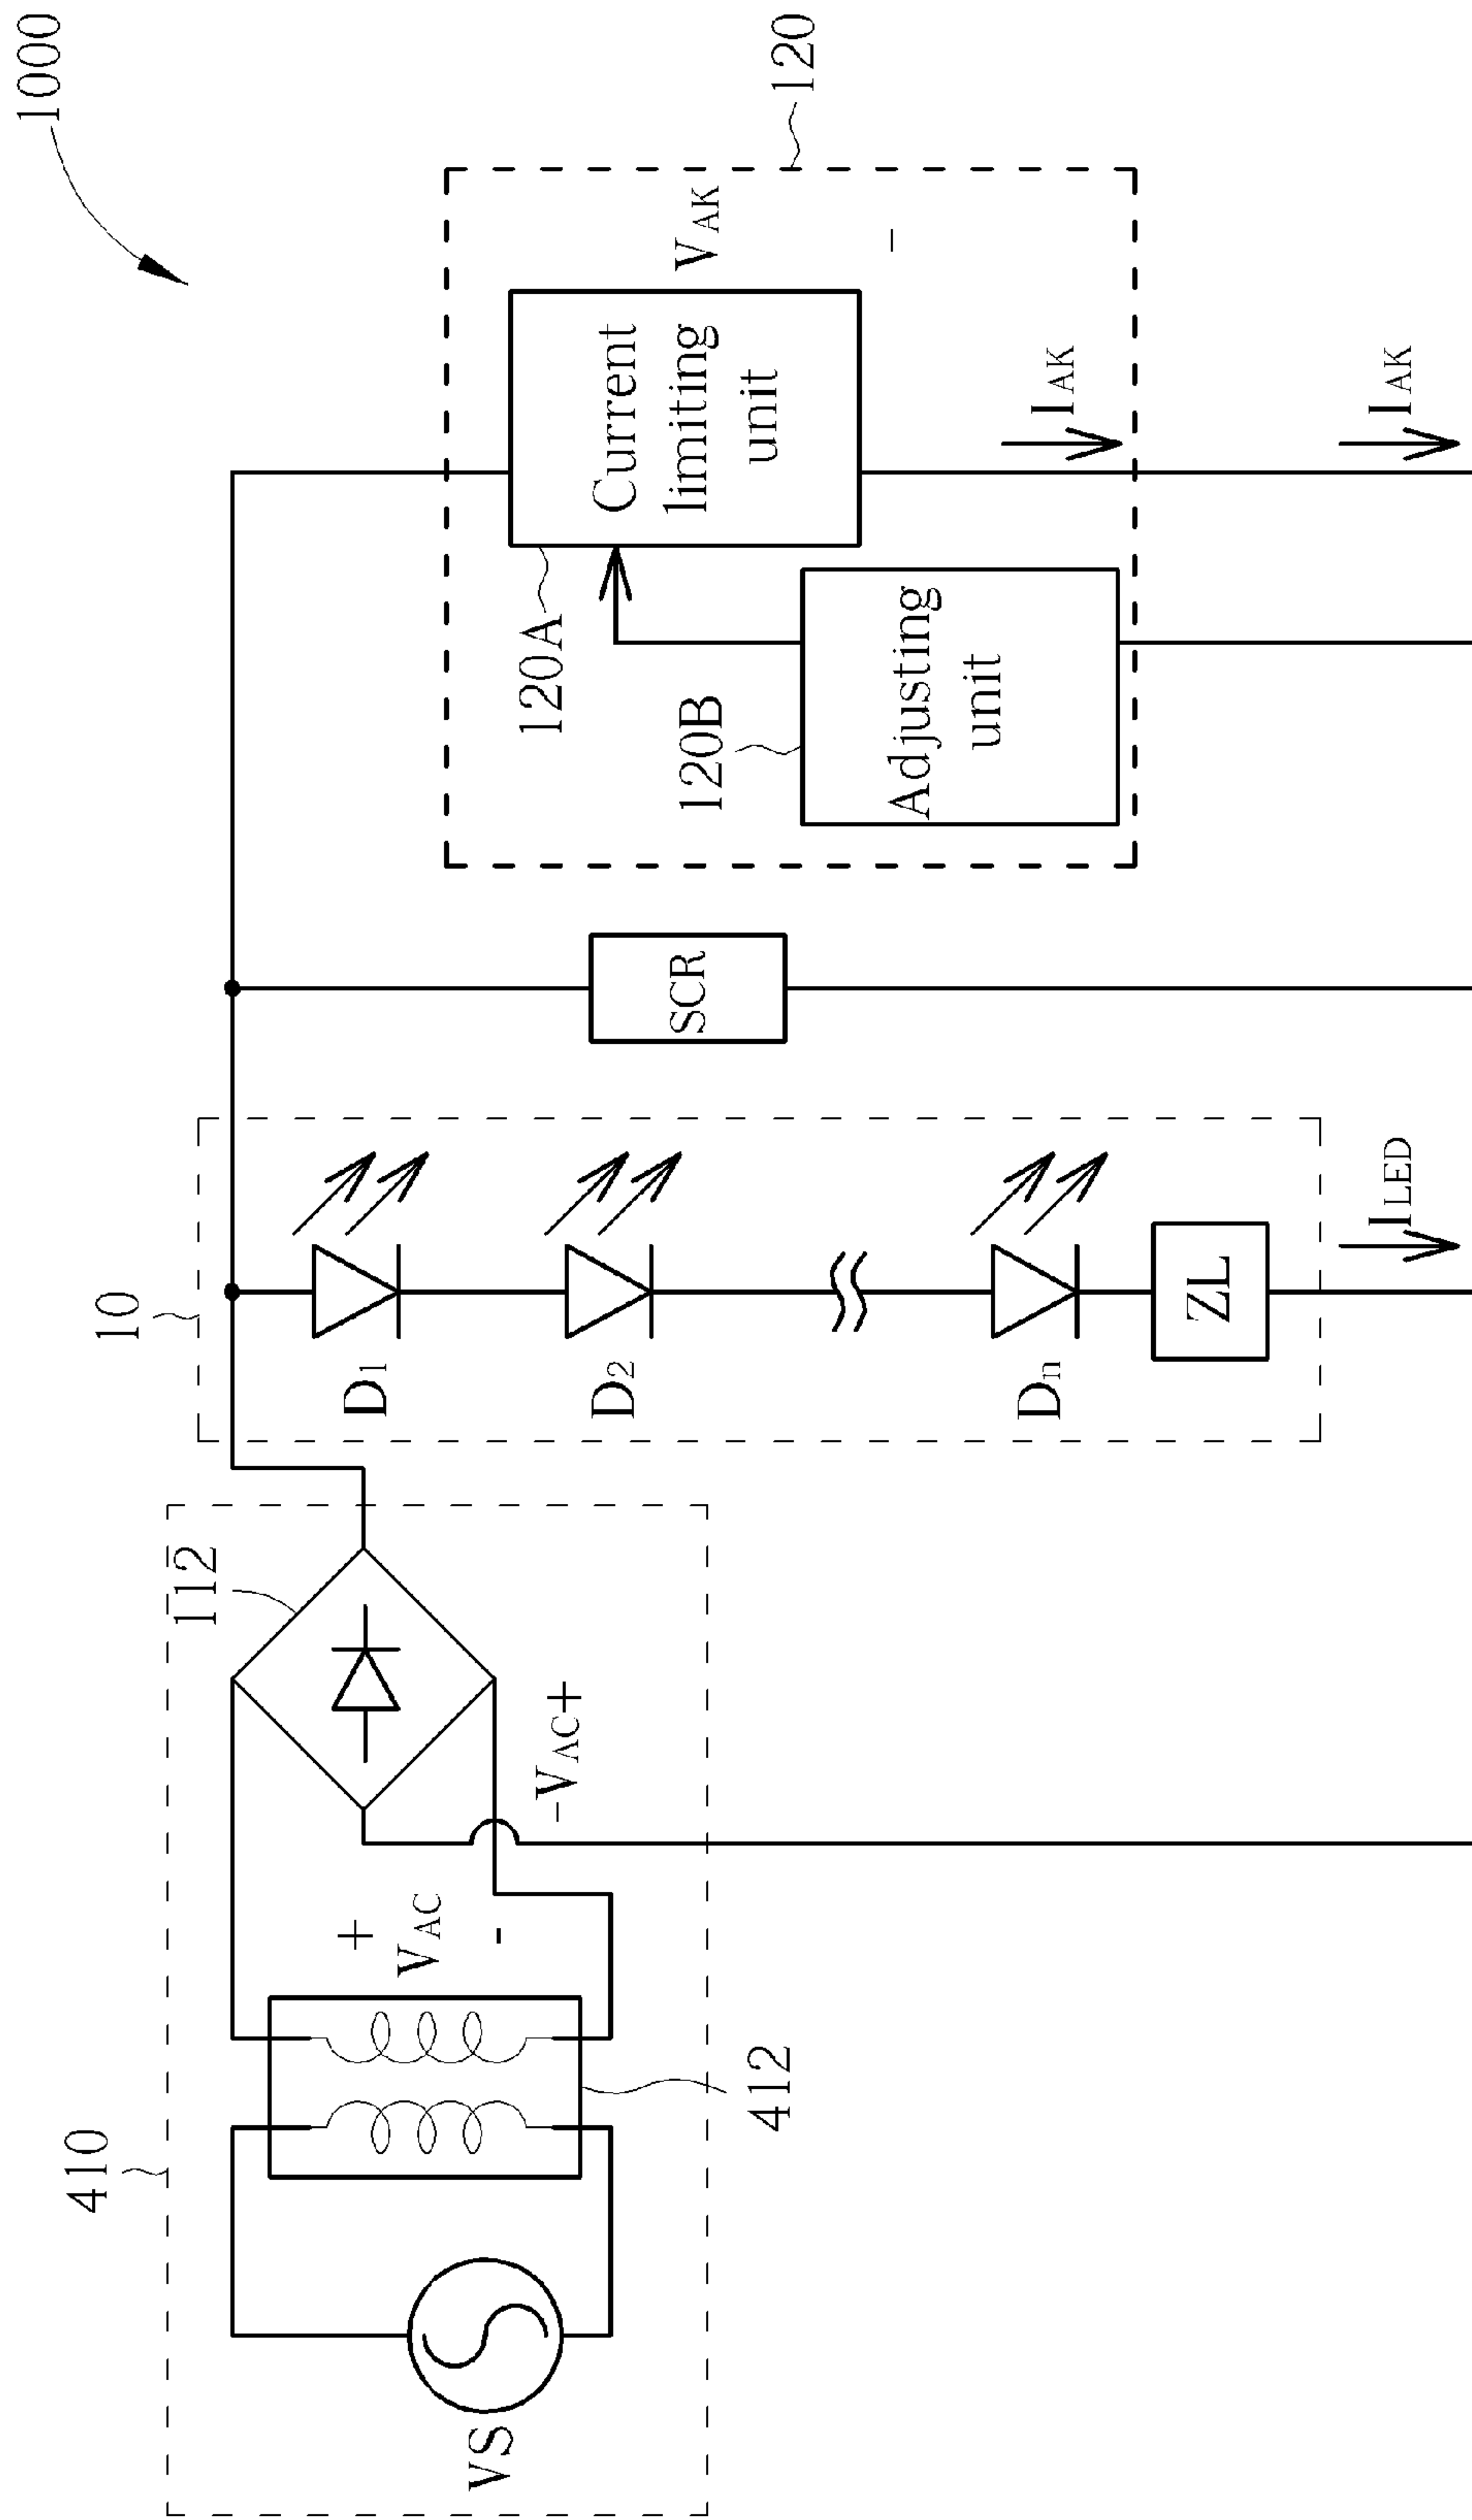 1000
120
VAK
-
Current
limiting
unit
IAK
IAK
120A
120B
Adjusting
unit
SCR
10
D1
D2
Dn
ZL
ILED
112
-VAC+
+
VAC
-
410
412
VS